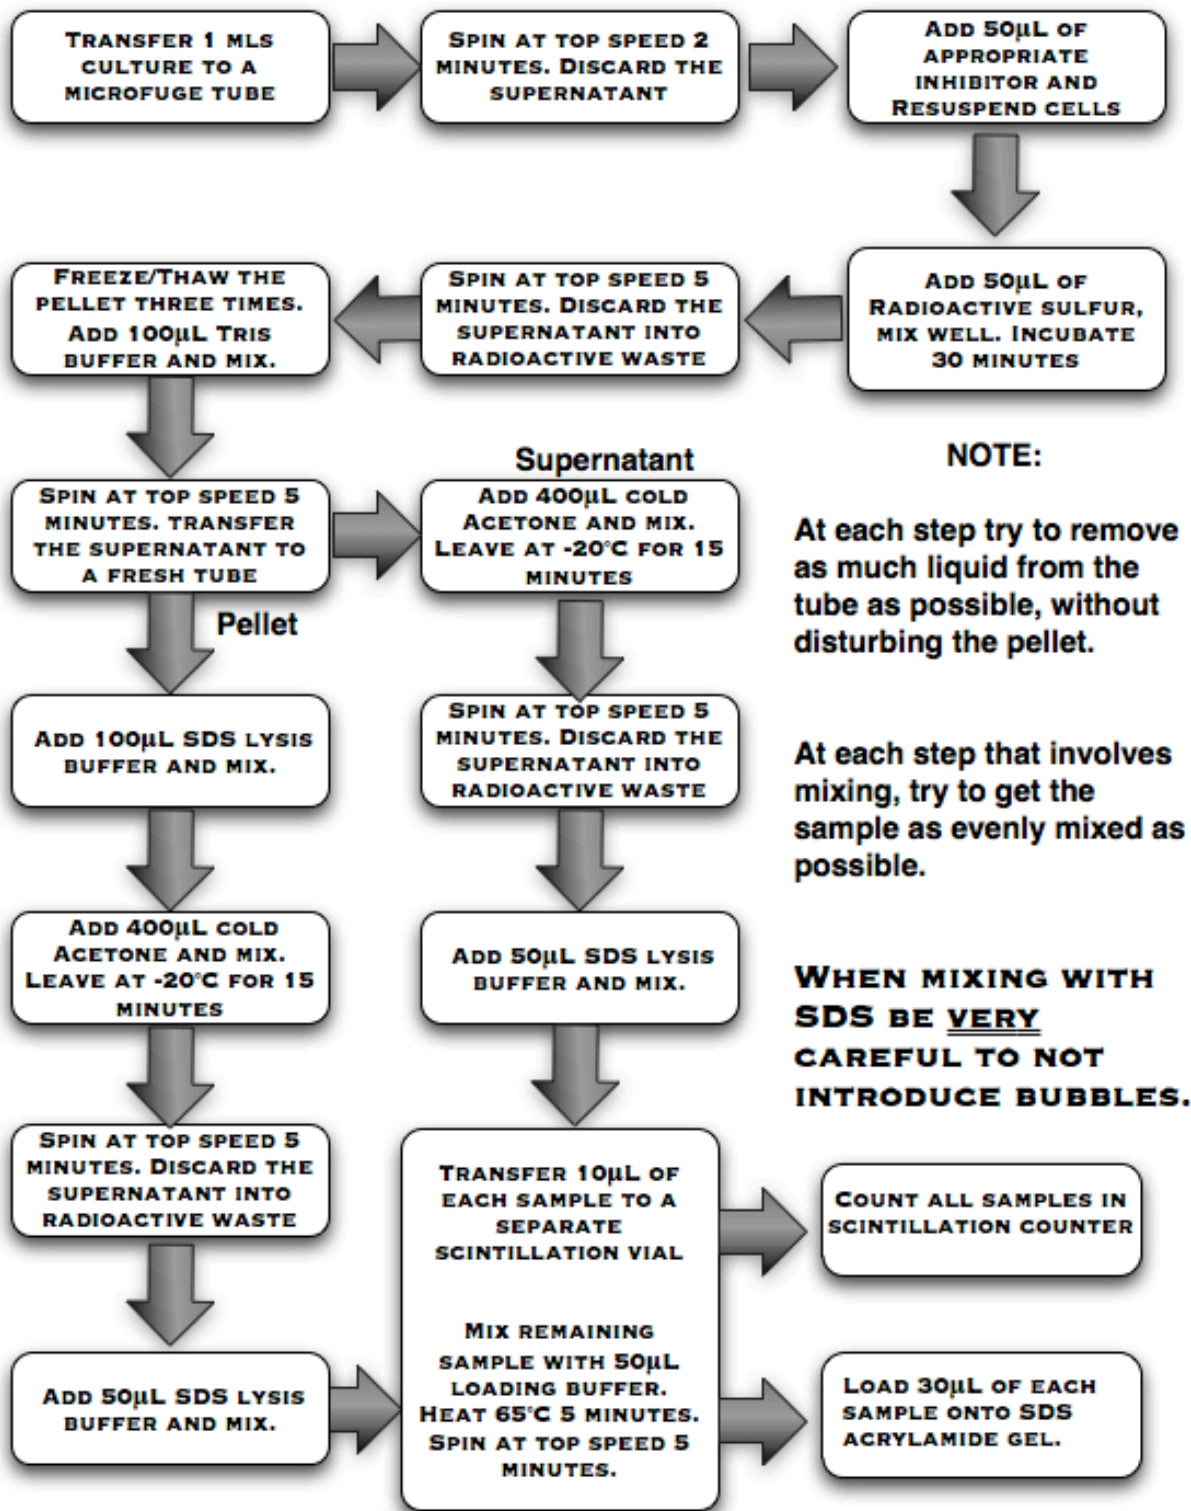 Transfer 1 mls
culture to a
microfuge tube
Spin at top speed 2
minutes. Discard the
supernatant
Add 50µL of
appropriate
inhibitor and
Resuspend cells
Add 50µL of
Radioactive sulfur,
mix well. Incubate
30 minutes
Spin at top speed 5
minutes. Discard the
supernatant into
radioactive waste
Freeze/Thaw the
pellet three times.
Add 100µL Tris
buffer and mix.
Spin at top speed 5
minutes. transfer
the supernatant to
a fresh tube
Supernatant
Add 400µL cold
Acetone and mix.
Leave at -20°C for 15
minutes
Pellet
Add 100µL SDS lysis
buffer and mix.
Spin at top speed 5
minutes. Discard the
supernatant into
radioactive waste
Add 400µL cold
Acetone and mix.
Leave at -20°C for 15
minutes
Add 50µL SDS lysis
buffer and mix.
Spin at top speed 5
minutes. Discard the
supernatant into
radioactive waste
Add 50µL SDS lysis
buffer and mix.
Transfer 10µL of
each sample to a
separate
scintillation vial
Mix remaining
sample with 50µL
loading buffer.
Heat 65°C 5 minutes.
Spin at top speed 5
minutes.
Count all samples in
scintillation counter
Load 30µL of each
sample onto SDS
acrylamide gel.
NOTE:
At each step try to remove
as much liquid from the
tube as possible, without
disturbing the pellet.
At each step that involves
mixing, try to get the
sample as evenly mixed as
possible.
When mixing with
SDS be very
careful to not
introduce bubbles.